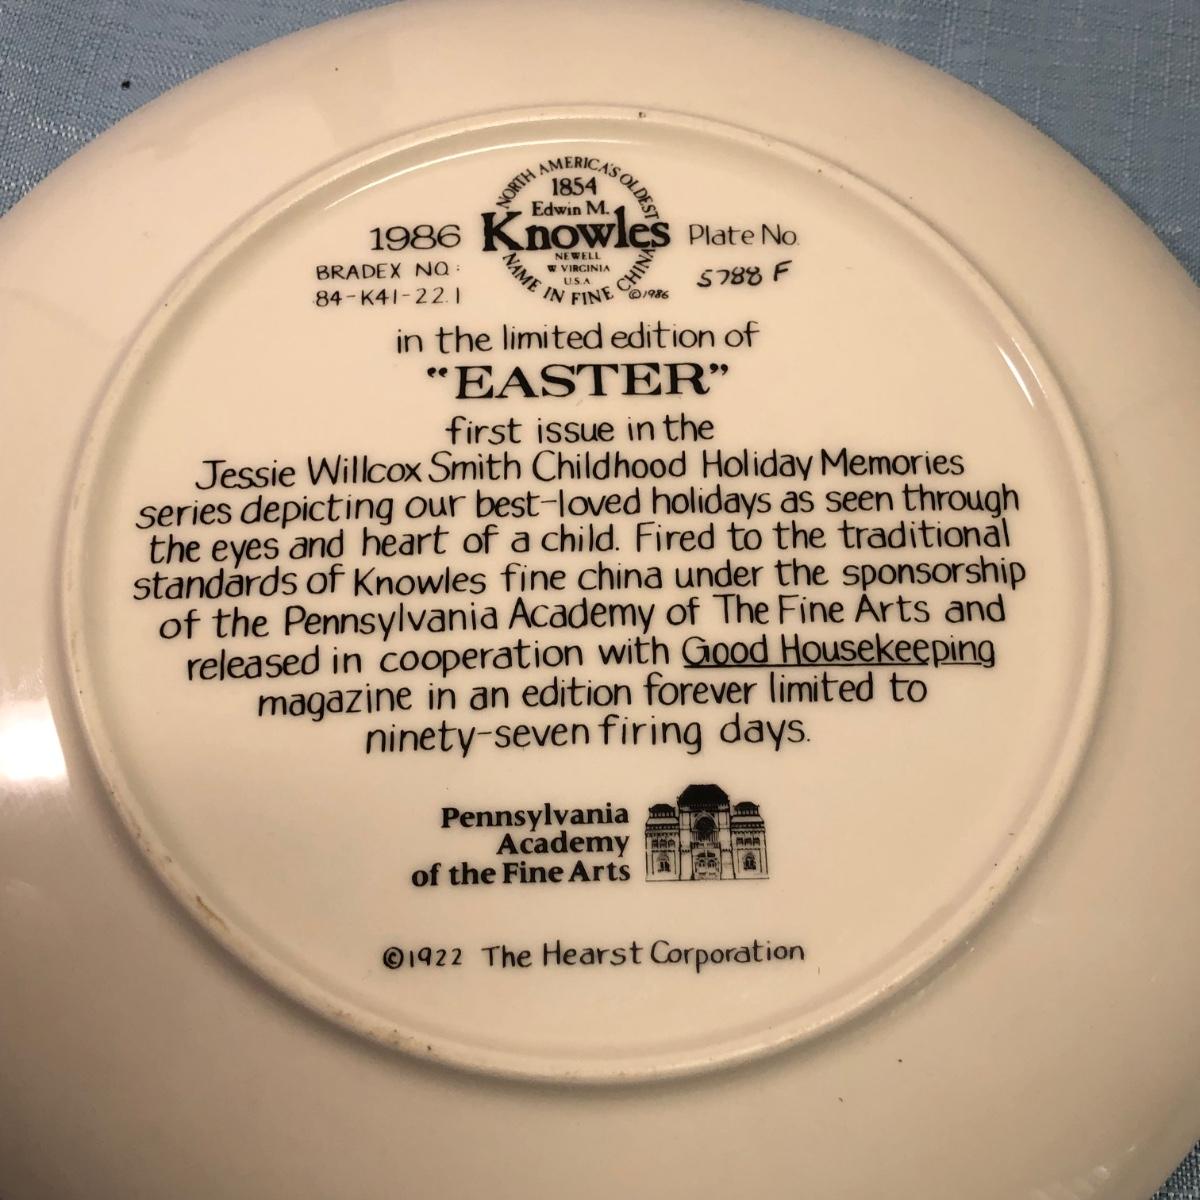 NORTH AMERICA'S OLDEST
1854
Edwin M.
1986 Knowles Plate No.
NEWELL
W VIRGINIA
U.S.A
NAME IN FINE CHINA
©1986
BRADEX NO:
84-K41-22.1
5788 F
in the limited edition of
“EASTER”
first issue in the
Jessie Willcox Smith Childhood Holiday Memories
series depicting our best-loved holidays as seen through
the eyes and heart of a child. Fired to the traditional
standards of Knowles fine china under the sponsorship
of the Pennsylvania Academy of The Fine Arts and
released in cooperation with Good Housekeeping
magazine in an edition forever limited to
ninety-seven firing days.
Pennsylvania
Academy
of the Fine Arts
©1922 The Hearst Corporation